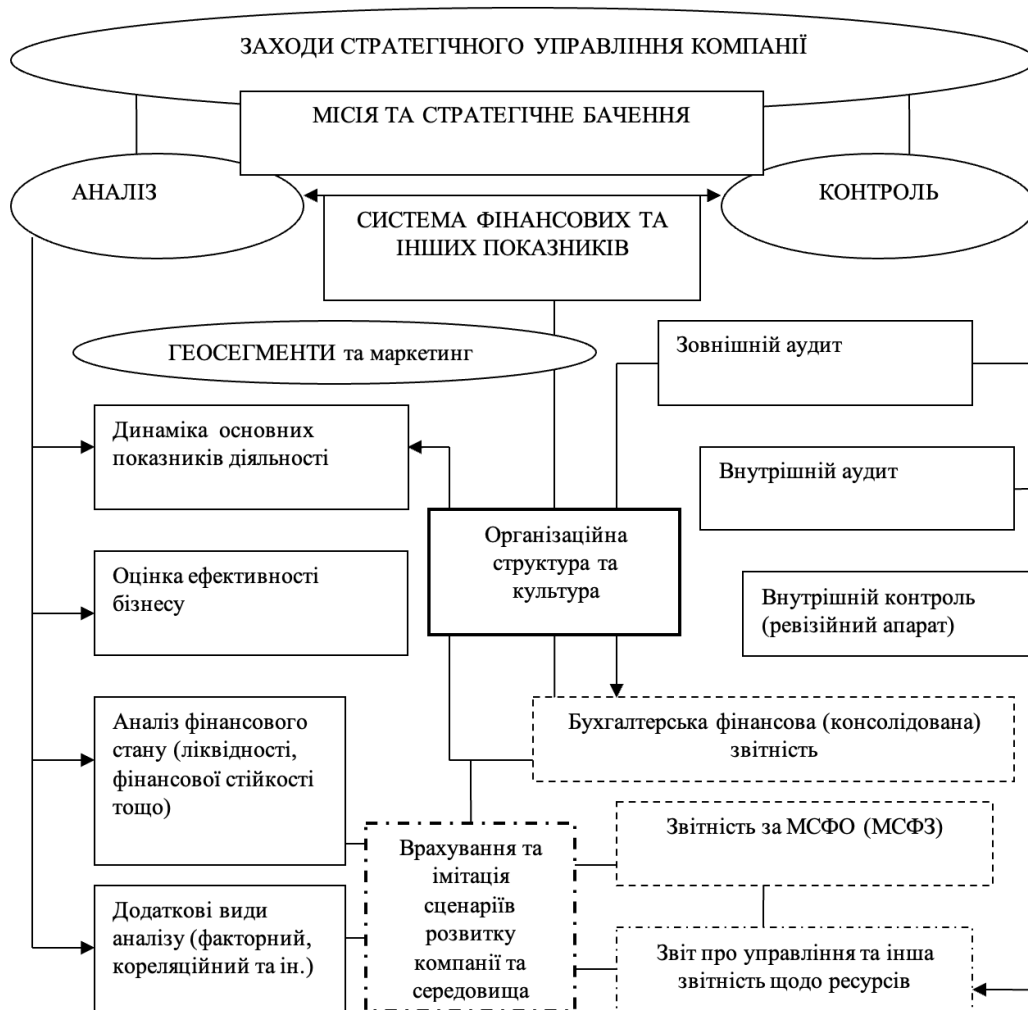 ЗАХОДИ СТРАТЕГІЧНОГО УПРАВЛІННЯ КОМПАНІЇ
МІСІЯ ТА СТРАТЕГІЧНЕ БАЧЕННЯ
АНАЛІЗ
КОНТРОЛЬ
СИСТЕМА ФІНАНСОВИХ ТА
ІНШИХ ПОКАЗНИКІВ
ГЕОСЕГМЕНТИ та маркетинг
Зовнішній аудит
Динаміка основних
показників діяльності
Внутрішній аудит
Організаційна
структура та
культура
Оцінка ефективності
бізнесу
Внутрішній контроль
(ревізійний апарат)
Аналіз фінансового
стану (ліквідності,
фінансової стійкості
тощо)
Бухгалтерська фінансова (консолідована)
звітність
Звітність за МСФО (МСФЗ)
Врахування та
імітація
сценаріїв
розвитку
компанії та
середовища
Додаткові види
аналізу (факторний,
кореляційний та ін.)
Звіт про управління та інша
звітність щодо ресурсів